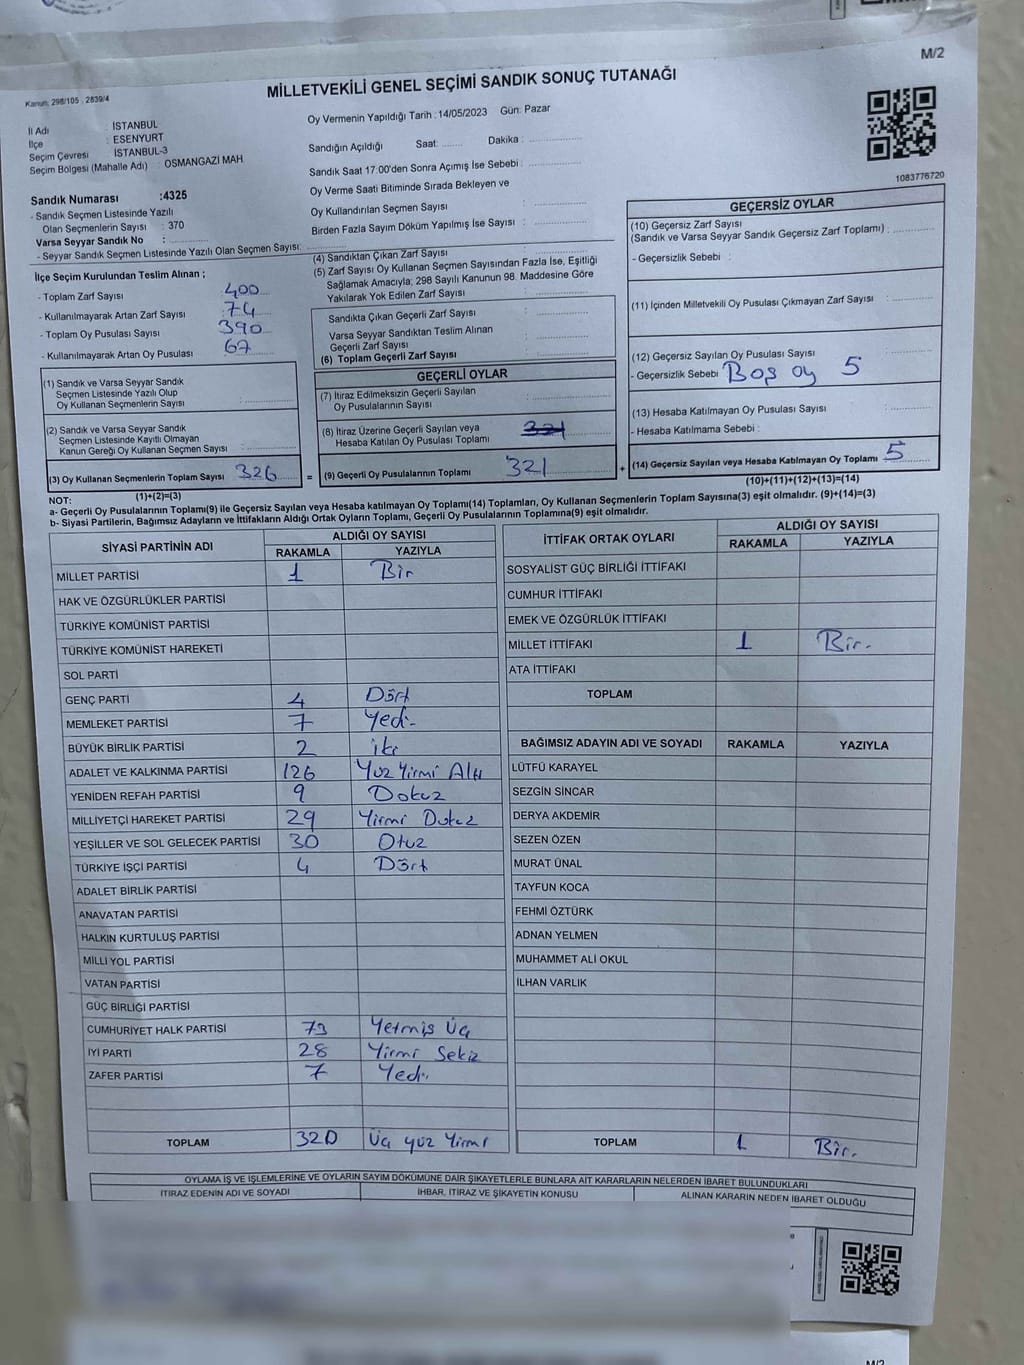 M/2
Kanun: 298/105 , 2839/4
MİLLETVEKİLİ GENEL SEÇİMİ SANDIK SONUÇ TUTANAĞI
İl Adı : İSTANBUL
İlçe : ESENYURT
Seçim Çevresi : İSTANBUL-3
Seçim Bölgesi (Mahalle Adı) : OSMANGAZİ MAH
Oy Vermenin Yapıldığı Tarih : 14/05/2023 Gün: Pazar
Sandığın Açıldığı Saat: ........ Dakika : ................
Sandık Saat 17:00'den Sonra Açımış İse Sebebi : ................
Oy Verme Saati Bitiminde Sırada Bekleyen ve
Oy Kullandırılan Seçmen Sayısı : ................
Birden Fazla Sayım Döküm Yapılmış İse Sayısı : ................
1083776720
Sandık Numarası :4325
- Sandık Seçmen Listesinde Yazılı
Olan Seçmenlerin Sayısı : 370
Varsa Seyyar Sandık No : ................
- Seyyar Sandık Seçmen Listesinde Yazılı Olan Seçmen Sayısı: ................
İlçe Seçim Kurulundan Teslim Alınan ;
- Toplam Zarf Sayısı : 400
- Kullanılmayarak Artan Zarf Sayısı : 74
- Toplam Oy Pusulası Sayısı : 390
- Kullanılmayarak Artan Oy Pusulası : 67
(1) Sandık ve Varsa Seyyar Sandık
Seçmen Listesinde Yazılı Olup
Oy Kullanan Seçmenlerin Sayısı : ................
(2) Sandık ve Varsa Seyyar Sandık
Seçmen Listesinde Kayıtlı Olmayan
Kanun Gereği Oy Kullanan Seçmen Sayısı : ................
(3) Oy Kullanan Seçmenlerin Toplam Sayısı 326 =
(1)+(2)=(3)
(4) Sandıktan Çıkan Zarf Sayısı : ................
(5) Zarf Sayısı Oy Kullanan Seçmen Sayısından Fazla İse, Eşitliği
Sağlamak Amacıyla; 298 Sayılı Kanunun 98. Maddesine Göre
Yakılarak Yok Edilen Zarf Sayısı : ................
Sandıkta Çıkan Geçerli Zarf Sayısı : ................
Varsa Seyyar Sandıktan Teslim Alınan
Geçerli Zarf Sayısı : ................
(6) Toplam Geçerli Zarf Sayısı : ................
GEÇERLİ OYLAR
(7) İtiraz Edilmeksizin Geçerli Sayılan
Oy Pusulalarının Sayısı : ................
(8) İtiraz Üzerine Geçerli Sayılan veya
Hesaba Katılan Oy Pusulası Toplamı 321
(9) Geçerli Oy Pusulalarının Toplamı 321 +
GEÇERSİZ OYLAR
(10) Geçersiz Zarf Sayısı
(Sandık ve Varsa Seyyar Sandık Geçersiz Zarf Toplamı) : ................
- Geçersizlik Sebebi :
(11) İçinden Milletvekili Oy Pusulası Çıkmayan Zarf Sayısı : ................
(12) Geçersiz Sayılan Oy Pusulası Sayısı : ................
- Geçersizlik Sebebi Boş oy 5
(13) Hesaba Katılmayan Oy Pusulası Sayısı : ................
- Hesaba Katılmama Sebebi :
(14) Geçersiz Sayılan veya Hesaba Katılmayan Oy Toplamı 5
(10)+(11)+(12)+(13)=(14)
NOT:
a- Geçerli Oy Pusulalarının Toplamı(9) ile Geçersiz Sayılan veya Hesaba katılmayan Oy Toplamı(14) Toplamları, Oy Kullanan Seçmenlerin Toplam Sayısına(3) eşit olmalıdır. (9)+(14)=(3)
b- Siyasi Partilerin, Bağımsız Adayların ve İttifakların Aldığı Ortak Oyların Toplamı, Geçerli Oy Pusulalarının Toplamına(9) eşit olmalıdır.
SİYASİ PARTİNİN ADI ALDIĞI OY SAYISI
RAKAMLA YAZIYLA
MİLLET PARTİSİ 1 Bir
HAK VE ÖZGÜRLÜKLER PARTİSİ
TÜRKİYE KOMÜNİST PARTİSİ
TÜRKİYE KOMÜNİST HAREKETİ
SOL PARTİ
GENÇ PARTİ 4 Dört
MEMLEKET PARTİSİ 7 Yedi.
BÜYÜK BİRLİK PARTİSİ 2 iki
ADALET VE KALKINMA PARTİSİ 126 Yüz Yirmi Altı
YENİDEN REFAH PARTİSİ 9 Dokuz
MİLLİYETÇİ HAREKET PARTİSİ 29 Yirmi Dokuz
YEŞİLLER VE SOL GELECEK PARTİSİ 30 Otuz
TÜRKİYE İŞÇİ PARTİSİ 4 Dört
ADALET BİRLİK PARTİSİ
ANAVATAN PARTİSİ
HALKIN KURTULUŞ PARTİSİ
MİLLİ YOL PARTİSİ
VATAN PARTİSİ
GÜÇ BİRLİĞİ PARTİSİ
CUMHURİYET HALK PARTİSİ 73 Yetmiş Üç
İYİ PARTİ 28 Yirmi Sekiz
ZAFER PARTİSİ 7 Yedi.
TOPLAM 320 Üç yüz Yirmi
İTTİFAK ORTAK OYLARI ALDIĞI OY SAYISI
RAKAMLA YAZIYLA
SOSYALİST GÜÇ BİRLİĞİ İTTİFAKI
CUMHUR İTTİFAKI
EMEK VE ÖZGÜRLÜK İTTİFAKI
MİLLET İTTİFAKI 1 Bir.
ATA İTTİFAKI
TOPLAM
BAĞIMSIZ ADAYIN ADI VE SOYADI RAKAMLA YAZIYLA
LÜTFÜ KARAYEL
SEZGİN SİNCAR
DERYA AKDEMİR
SEZEN ÖZEN
MURAT ÜNAL
TAYFUN KOCA
FEHMİ ÖZTÜRK
ADNAN YELMEN
MUHAMMET ALİ OKUL
İLHAN VARLIK
TOPLAM 1 Bir.
OYLAMA İŞ VE İŞLEMLERİNE VE OYLARIN SAYIM DÖKÜMÜNE DAİR ŞİKAYETLERLE BUNLARA AİT KARARLARIN NELERDEN İBARET BULUNDUKLARI
İTİRAZ EDENİN ADI VE SOYADI İHBAR, İTİRAZ VE ŞİKAYETİN KONUSU ALINAN KARARIN NEDEN İBARET OLDUĞU
M/2